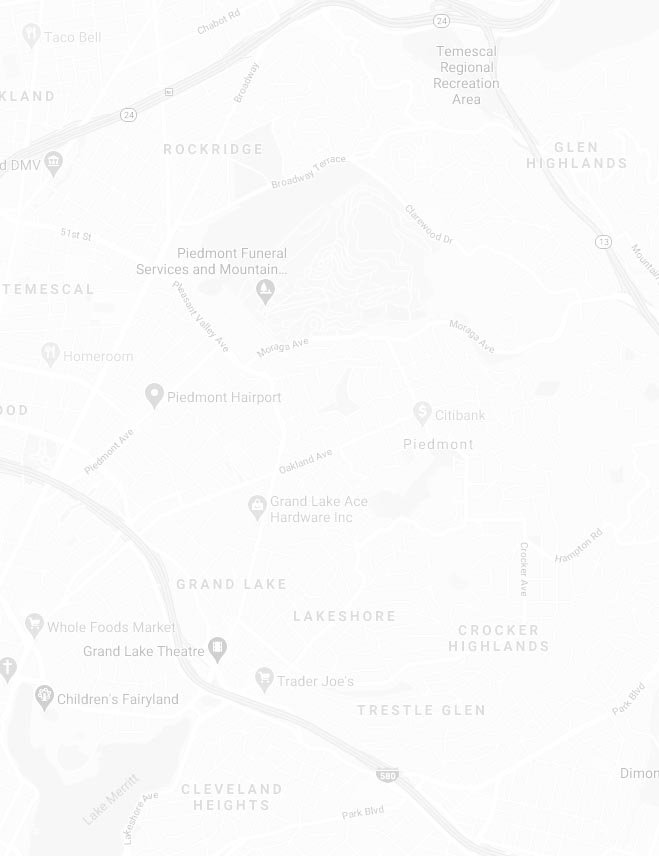 Chabot Rd
24
Taco Bell
Temescal
Regional
Recreation
Area
Broadway
KLAND
24
ROCKRIDGE
GLEN
HIGHLANDS
d DMV
Broadway Terrace
Clarewood Dr
51st St
13
Piedmont Funeral
Services and Mountain...
Mountain
TEMESCAL
Pleasant Valley Ave
Moraga Ave
Moraga Ave
Homeroom
Piedmont Hairport
OOD
Citibank
Piedmont
Piedmont Ave
Oakland Ave
Grand Lake Ace
Hardware Inc
Crocker Ave
Hampton Rd
GRAND LAKE
LAKESHORE
Whole Foods Market
CROCKER
HIGHLANDS
Grand Lake Theatre
Trader Joe's
Children's Fairyland
Park Blvd
TRESTLE GLEN
580
Dimon
CLEVELAND
HEIGHTS
Lake Merritt
Lakeshore Ave
Park Blvd